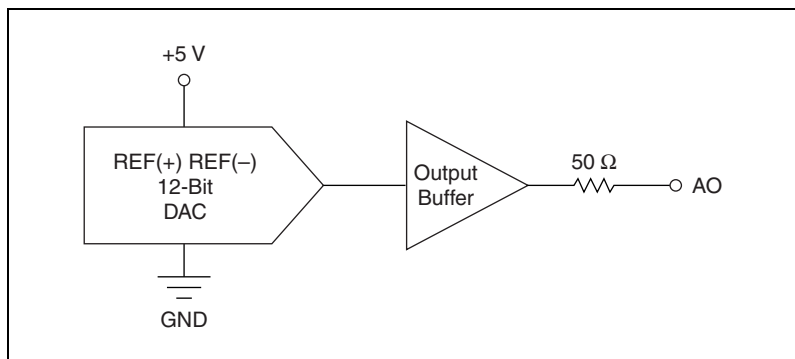 +5 V
REF(+) REF(–)
12-Bit
DAC
GND
Output
Buffer
50 Ω
AO